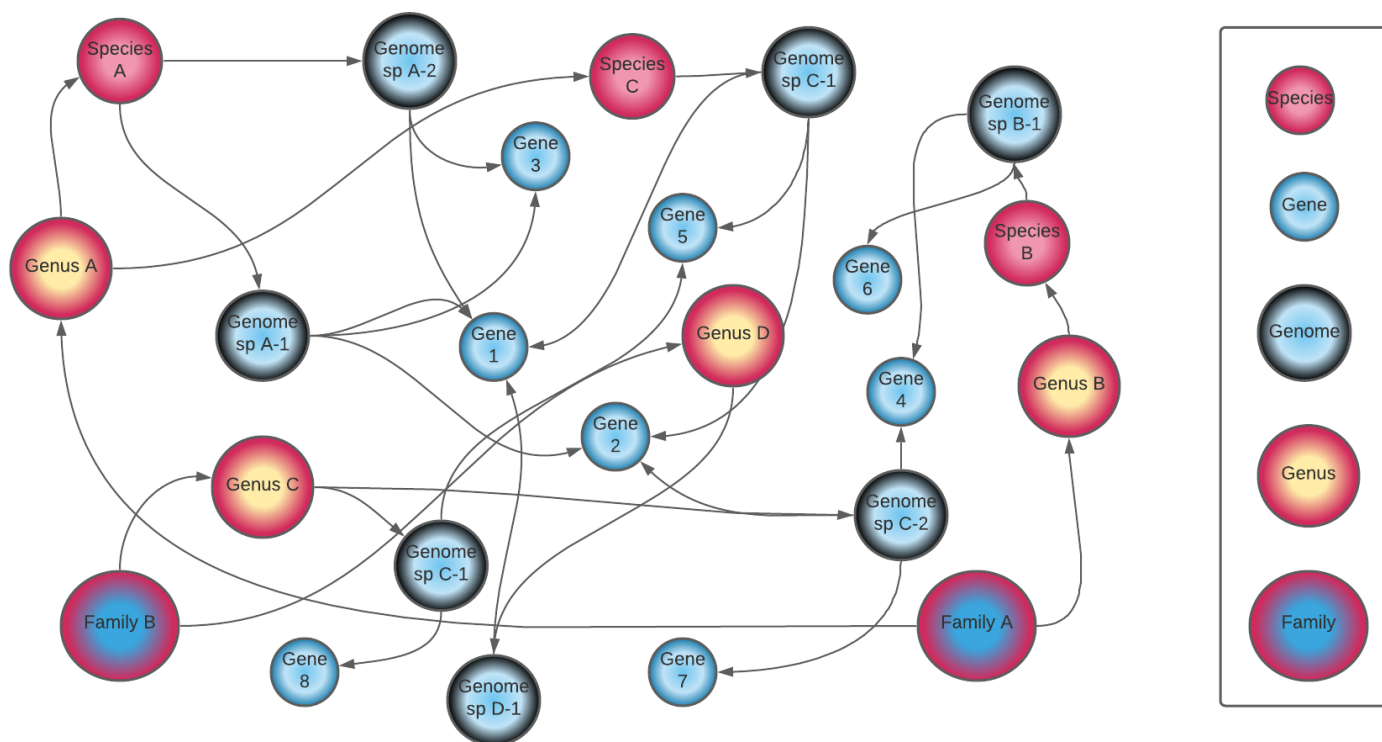 Species
A
Genome
sp A-2
Species
C
Genome
sp C-1
Genome
sp B-1
Species
Gene
3
Gene
5
Gene
Species
B
Genus A
Gene
6
Genome
sp A-1
Gene
1
Genus D
Genome
Gene
4
Genus B
Gene
2
Genus C
Genus
Genome
sp C-2
Genome
sp C-1
Family B
Family A
Family
Gene
8
Gene
7
Genome
sp D-1